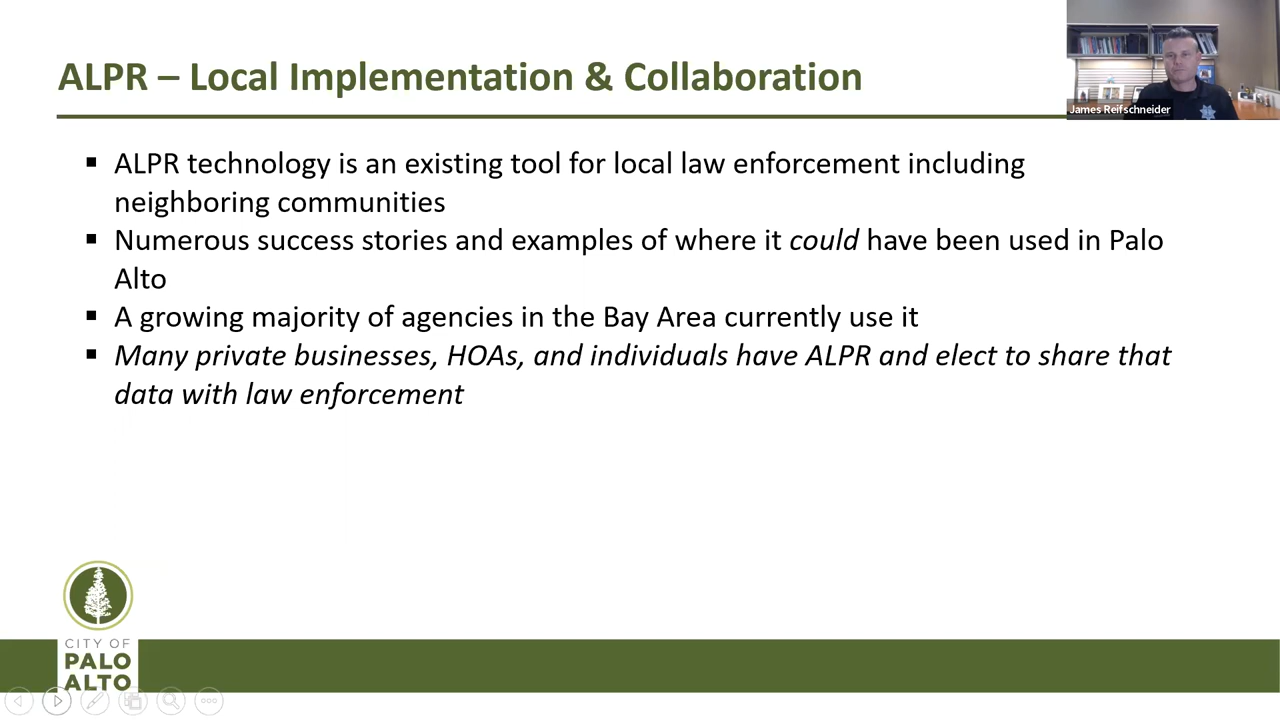 ALPR – Local Implementation & Collaboration
James Reifschneider
▪ ALPR technology is an existing tool for local law enforcement including
neighboring communities
▪ Numerous success stories and examples of where it could have been used in Palo
Alto
▪ A growing majority of agencies in the Bay Area currently use it
▪ Many private businesses, HOAs, and individuals have ALPR and elect to share that
data with law enforcement
CITY OF
PALO
ALTO